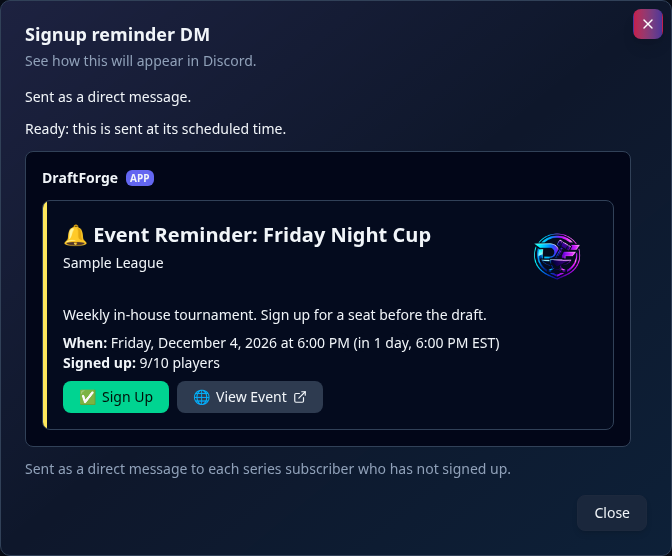 Signup reminder DM
See how this will appear in Discord.
Sent as a direct message.
Ready: this is sent at its scheduled time.
DraftForge APP
🔔 Event Reminder: Friday Night Cup
Sample League
Weekly in-house tournament. Sign up for a seat before the draft.
When: Friday, December 4, 2026 at 6:00 PM (in 1 day, 6:00 PM EST)
Signed up: 9/10 players
✅ Sign Up 🌐 View Event
Sent as a direct message to each series subscriber who has not signed up.
Close